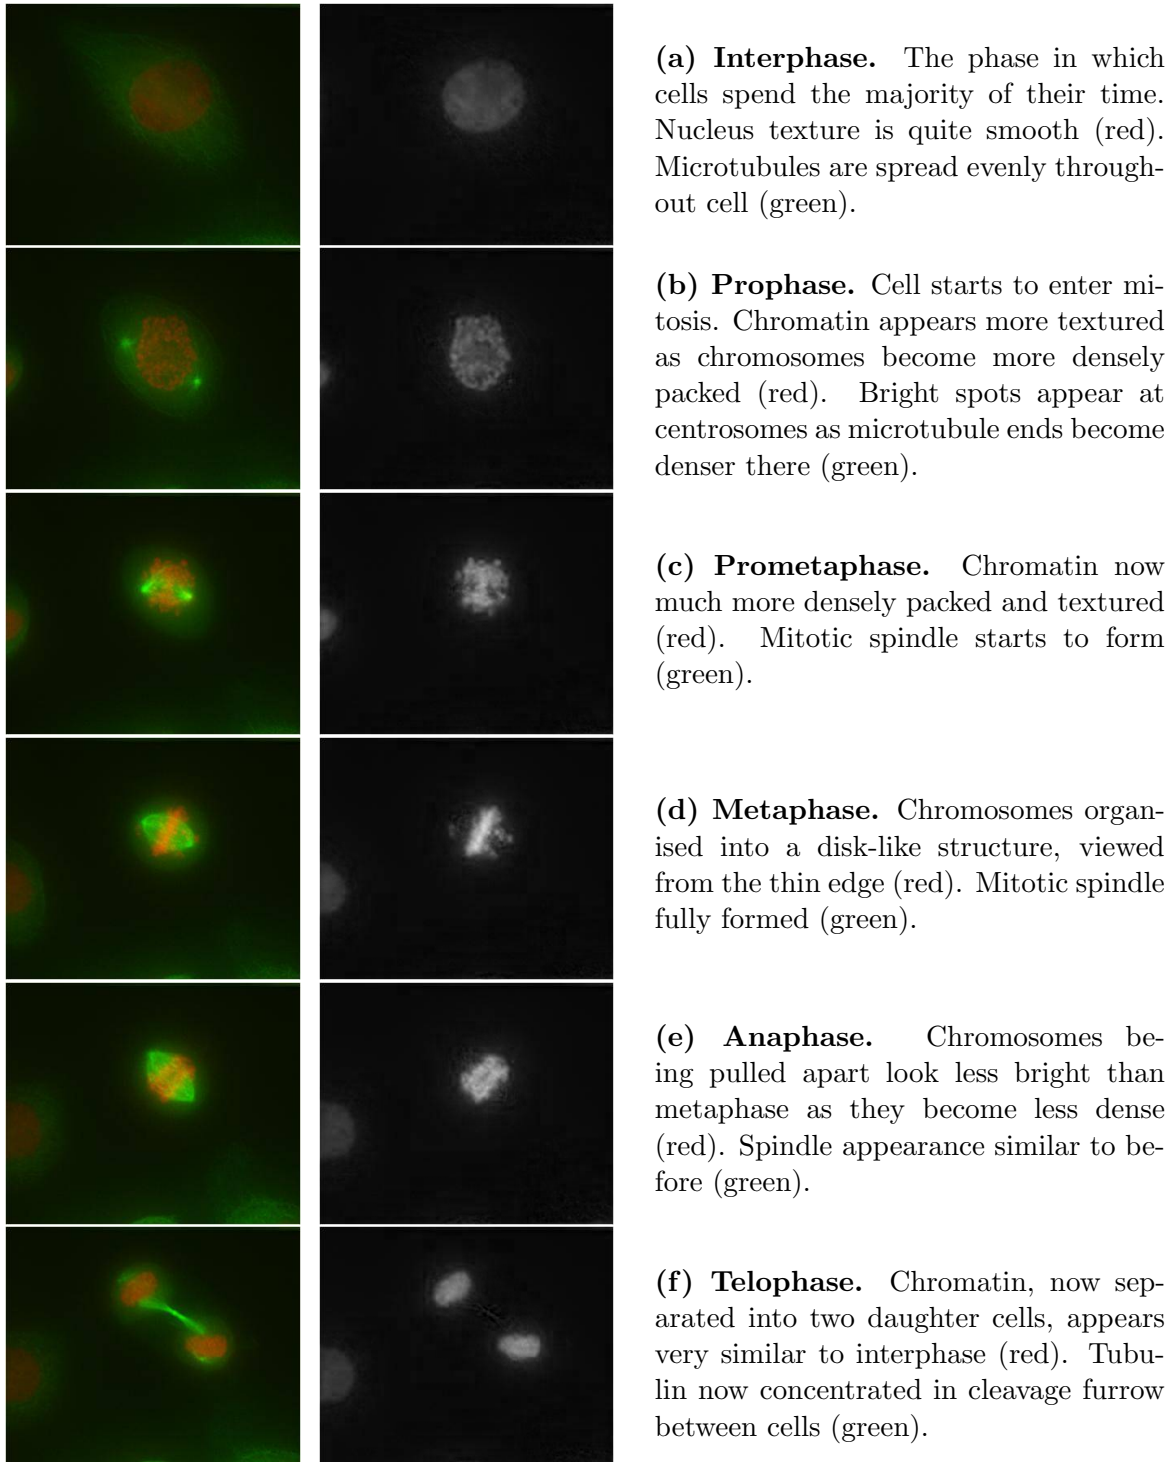 (a) Interphase. The phase in which
cells spend the majority of their time.
Nucleus texture is quite smooth (red).
Microtubules are spread evenly through-
out cell (green).
(b) Prophase. Cell starts to enter mi-
tosis. Chromatin appears more textured
as chromosomes become more densely
packed (red). Bright spots appear at
centrosomes as microtubule ends become
denser there (green).
(c) Prometaphase. Chromatin now
much more densely packed and textured
(red). Mitotic spindle starts to form
(green).
(d) Metaphase. Chromosomes organ-
ised into a disk-like structure, viewed
from the thin edge (red). Mitotic spindle
fully formed (green).
(e) Anaphase. Chromosomes be-
ing pulled apart look less bright than
metaphase as they become less dense
(red). Spindle appearance similar to be-
fore (green).
(f) Telophase. Chromatin, now sep-
arated into two daughter cells, appears
very similar to interphase (red). Tubu-
lin now concentrated in cleavage furrow
between cells (green).